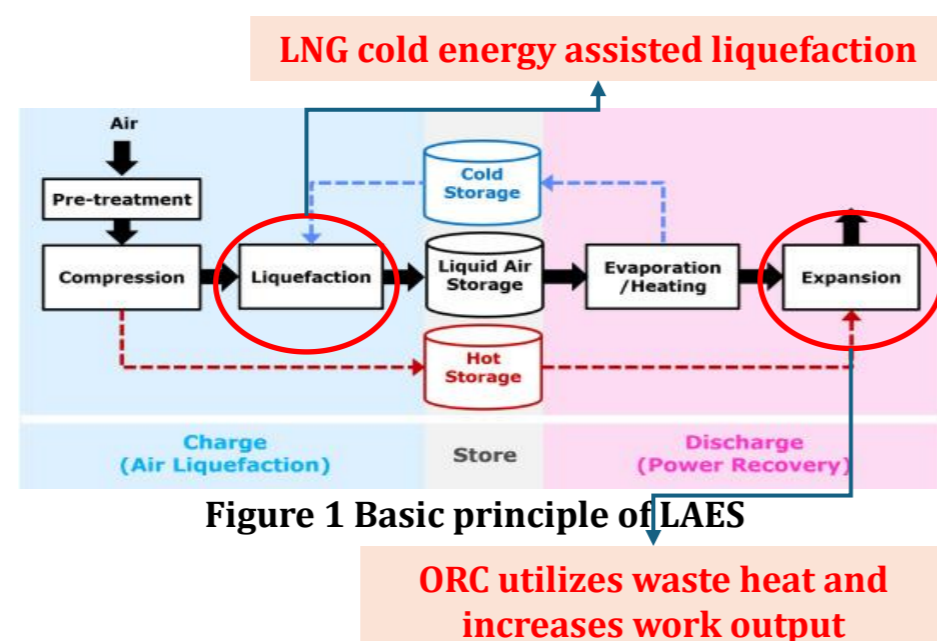 LNG cold energy assisted liquefaction
Air
Pre-treatment
Compression
Liquefaction
Cold
Storage
Liquid Air
Storage
Hot
Storage
Evaporation
/Heating
Expansion
Charge
(Air Liquefaction)
Store
Discharge
(Power Recovery)
Figure 1 Basic principle of LAES
ORC utilizes waste heat and
increases work output